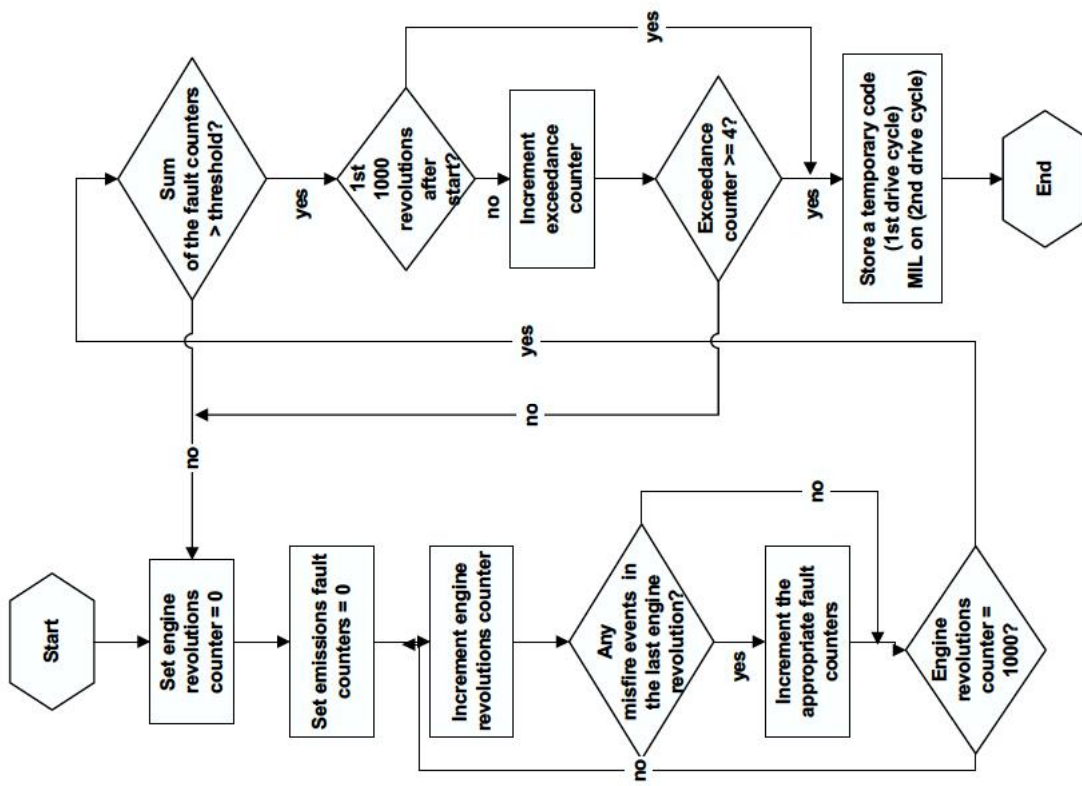 Start
Set engine
revolutions
counter = 0
Set emissions fault
counters = 0
Increment engine
revolutions counter
Any
misfire events in
the last engine
revolution?
yes
no
Increment the
appropriate fault
counters
Engine
revolutions
counter =
1000?
no
yes
Sum
of the fault counters
> threshold?
no
yes
1st
1000
revolutions
after
start?
yes
no
Increment
exceedance
counter
Exceedance
counter >= 4?
no
yes
Store a temporary code
(1st drive cycle)
MIL on (2nd drive cycle)
End